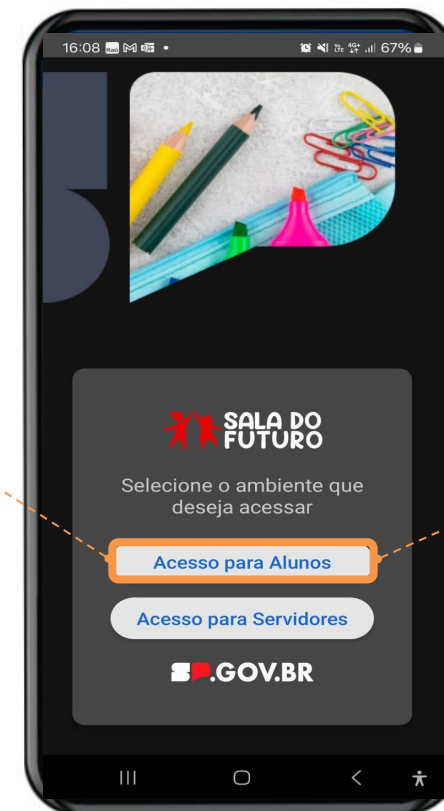 16:08
67%
SALA DO
FUTURO
Selecione o ambiente que
deseja acessar
Acesso para Alunos
Acesso para Servidores
SP.GOV.BR